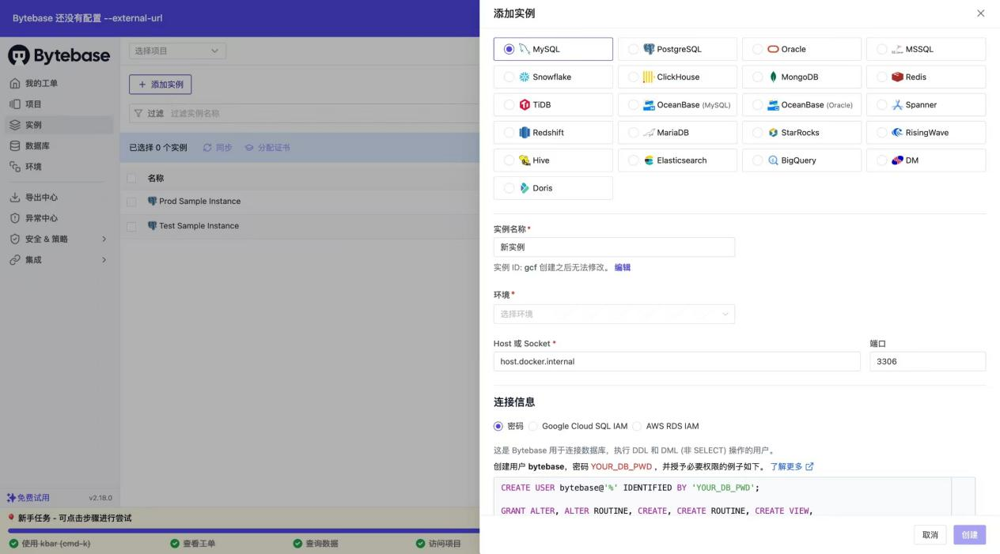 Bytebase 还没有配置 --external-url
Bytebase
我的工单
项目
实例
数据库
环境
导出中心
异常中心
安全 & 策略
集成
免费试用 v2.18.0
选择项目
+ 添加实例
过滤 过滤实例名称
已选择 0 个实例 同步 分配证书
名称
Prod Sample Instance
Test Sample Instance
新手任务 - 可点击步骤进行尝试
使用 kbar (cmd-k) 查看工单 查询数据 访问项目
添加实例
MySQL PostgreSQL Oracle MSSQL
Snowflake ClickHouse MongoDB Redis
TiDB OceanBase (MySQL) OceanBase (Oracle) Spanner
Redshift MariaDB StarRocks RisingWave
Hive Elasticsearch BigQuery DM
Doris
实例名称*
新实例
实例 ID: gcf 创建之后无法修改。 编辑
环境*
选择环境
Host 或 Socket * 端口
host.docker.internal 3306
连接信息
密码 Google Cloud SQL IAM AWS RDS IAM
这是 Bytebase 用于连接数据库，执行 DDL 和 DML (非 SELECT) 操作的用户。
创建用户 bytebase，密码 YOUR_DB_PWD ，并授予必要权限的例子如下。 了解更多
CREATE USER bytebase@'%' IDENTIFIED BY 'YOUR_DB_PWD';
GRANT ALTER, ALTER ROUTINE, CREATE, CREATE ROUTINE, CREATE VIEW,
取消 创建